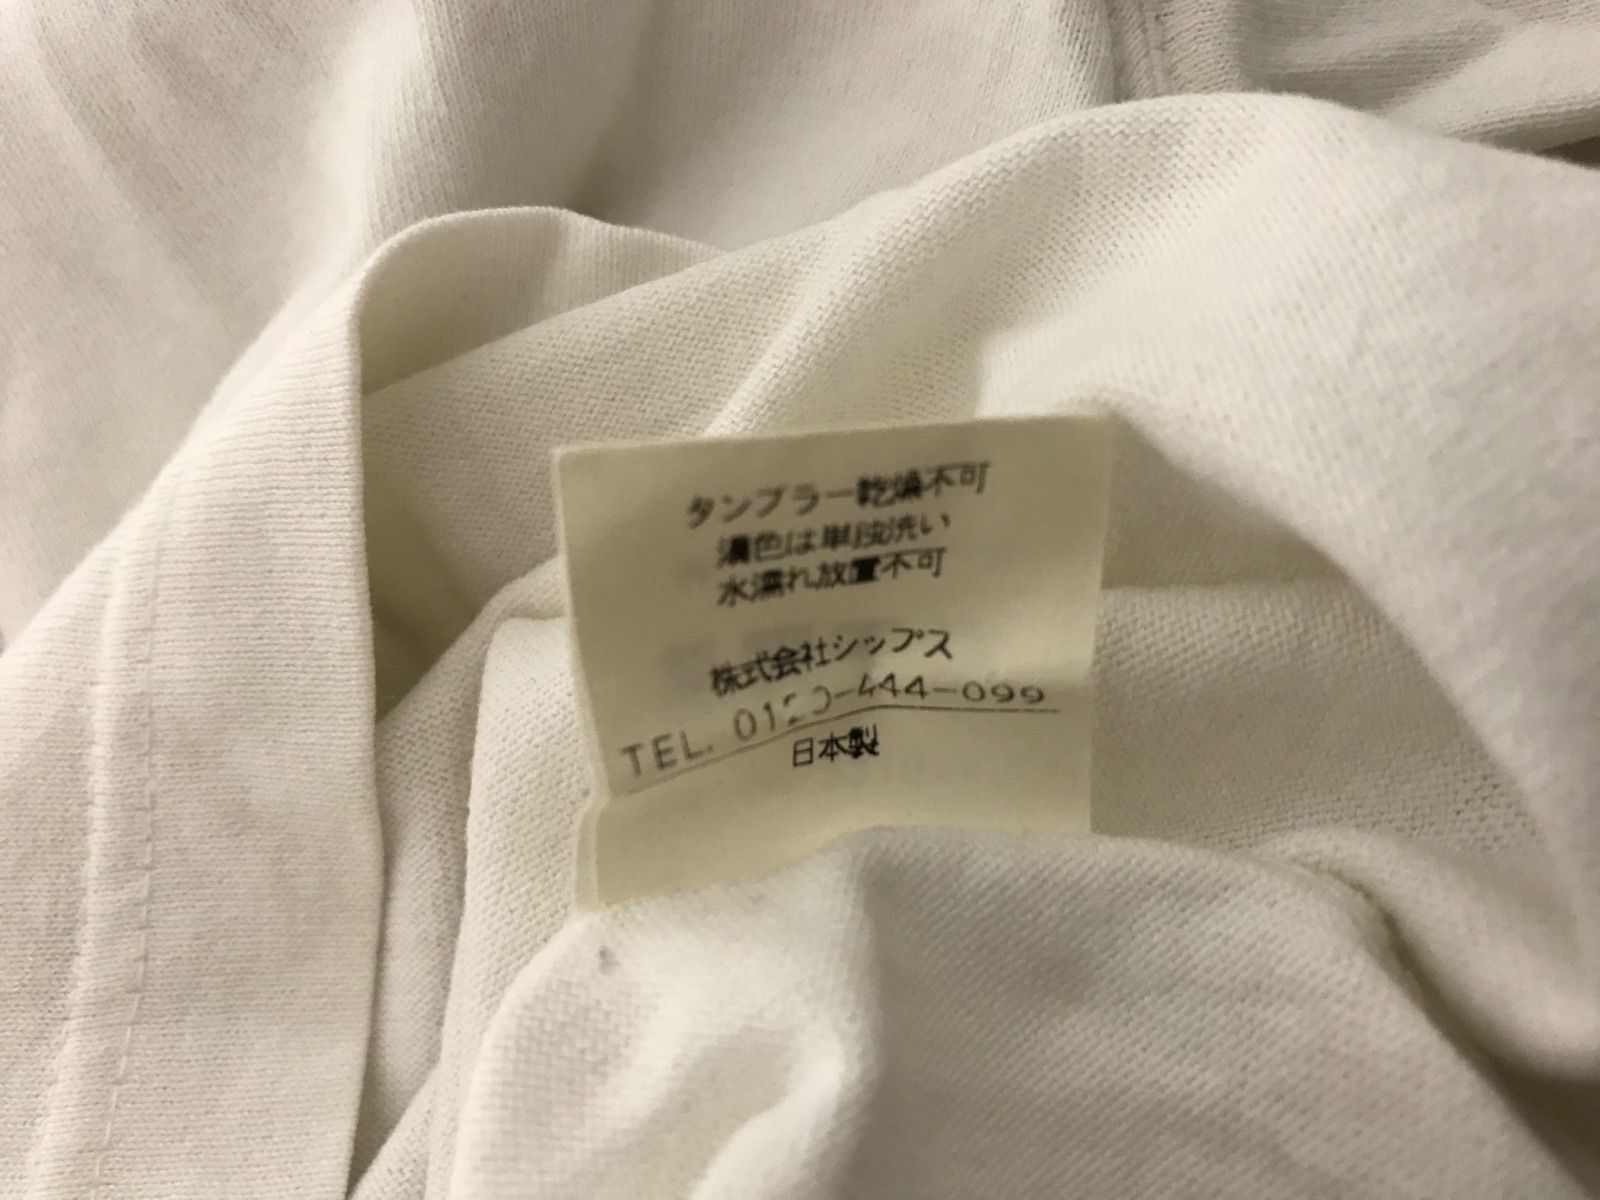 タンブラー乾燥不可
濃色は単段洗い
水濡れ放置不可
株式会社シップス
TEL. 0120-444-099
日本製